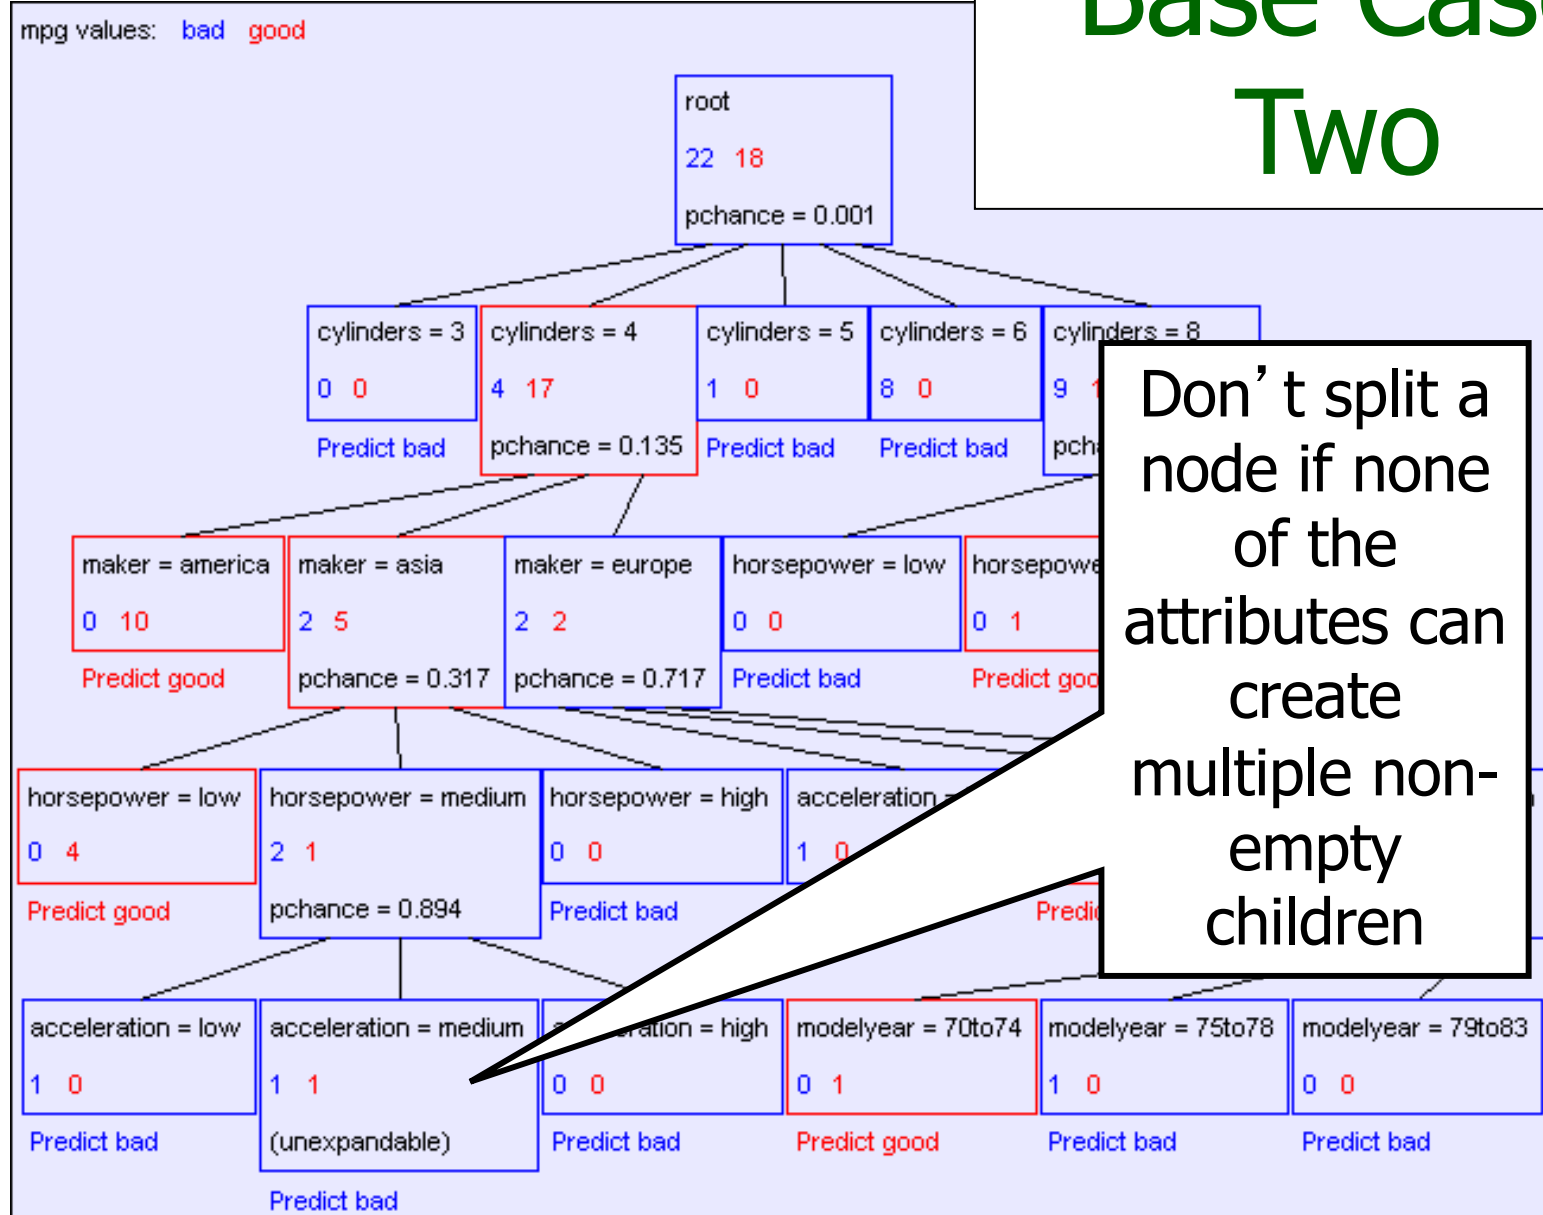 mpg values: bad good
Base Case
Two
root
22 18
pchance = 0.001
cylinders = 3
0 0
Predict bad
cylinders = 4
4 17
pchance = 0.135
cylinders = 5
1 0
Predict bad
cylinders = 6
8 0
Predict bad
cylinders = 8
9
Don't split a
node if none
of the
attributes can
create
multiple non-
empty
children
maker = america
0 10
Predict good
maker = asia
2 5
pchance = 0.317
maker = europe
2 2
pchance = 0.717
horsepower = low
0 0
Predict bad
0 1
horsepower = low
0 4
Predict good
horsepower = medium
2 1
pchance = 0.894
horsepower = high
0 0
Predict bad
acceleration =
1 0
acceleration = low
1 0
Predict bad
acceleration = medium
1 1
(unexpandable)
Predict bad
= high
0 0
Predict bad
modelyear = 70to74
0 1
Predict good
modelyear = 75to78
1 0
Predict bad
modelyear = 79to83
0 0
Predict bad